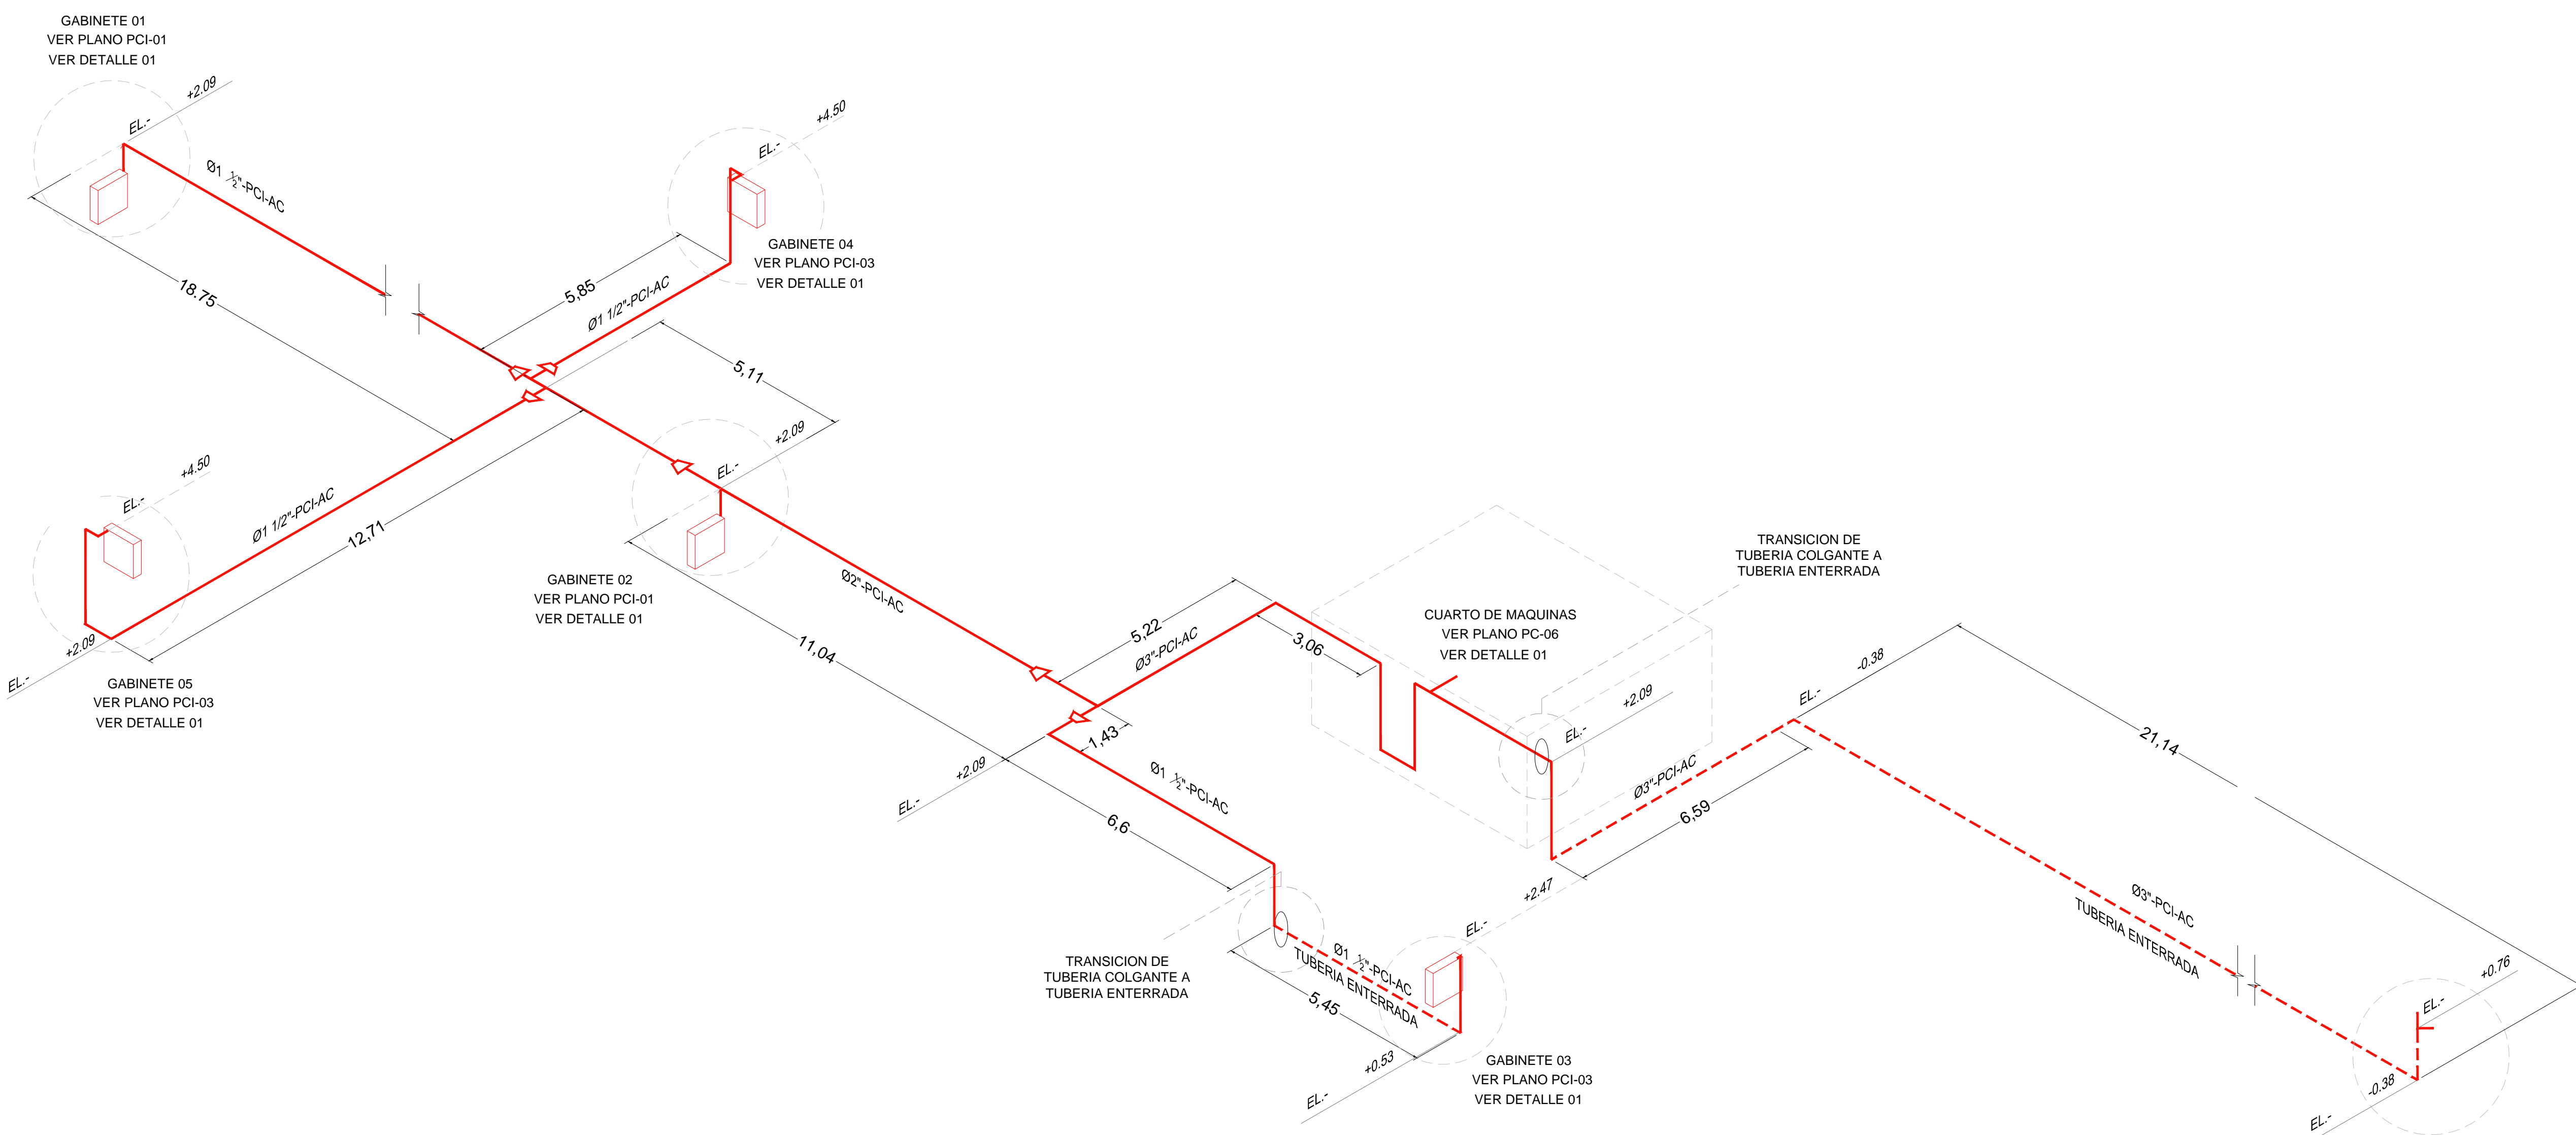 GABINETE 01
VER PLANO PCI-01
VER DETALLE 01
+2.09
EL.-
Ø1 ½"-PCI-AC
18.75
+4.50
EL.-
GABINETE 04
VER PLANO PCI-03
VER DETALLE 01
5,85
Ø1 1/2"-PCI-AC
5,11
+2.09
EL.-
+4.50
EL.-
Ø1 1/2"-PCI-AC
12,71
+2.09
EL.-
GABINETE 05
VER PLANO PCI-03
VER DETALLE 01
GABINETE 02
VER PLANO PCI-01
VER DETALLE 01
Ø2"-PCI-AC
11,04
5,22
Ø3"-PCI-AC
3,06
CUARTO DE MAQUINAS
VER PLANO PC-06
VER DETALLE 01
TRANSICION DE
TUBERIA COLGANTE A
TUBERIA ENTERRADA
+2.09
EL.-
1,43
+2.09
EL.-
Ø1 ½"-PCI-AC
6,6
Ø3"-PCI-AC
6,59
-0.38
EL.-
21,14
+2.47
EL.-
TRANSICION DE
TUBERIA COLGANTE A
TUBERIA ENTERRADA
Ø1 ½"-PCI-AC
TUBERIA ENTERRADA
5,45
+0.53
EL.-
GABINETE 03
VER PLANO PCI-03
VER DETALLE 01
Ø3"-PCI-AC
TUBERIA ENTERRADA
+0.76
EL.-
-0.38
EL.-